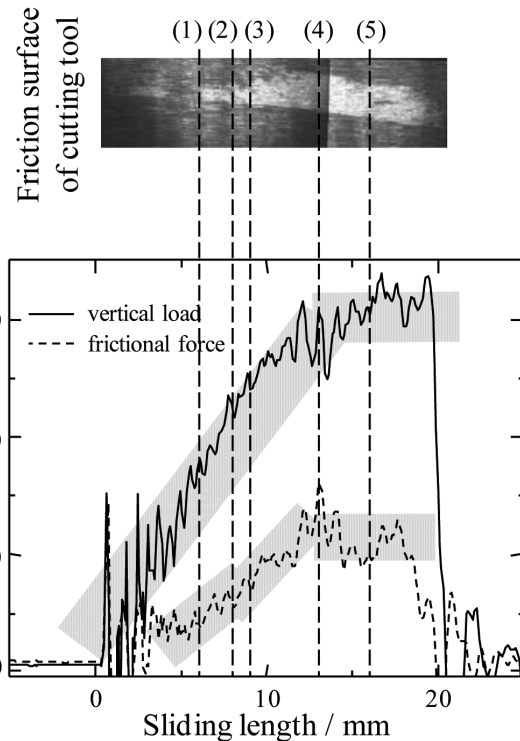 (1) (2) (3) (4) (5)
Friction surface
of cutting tool
vertical load
frictional force
0 10 20
Sliding length / mm